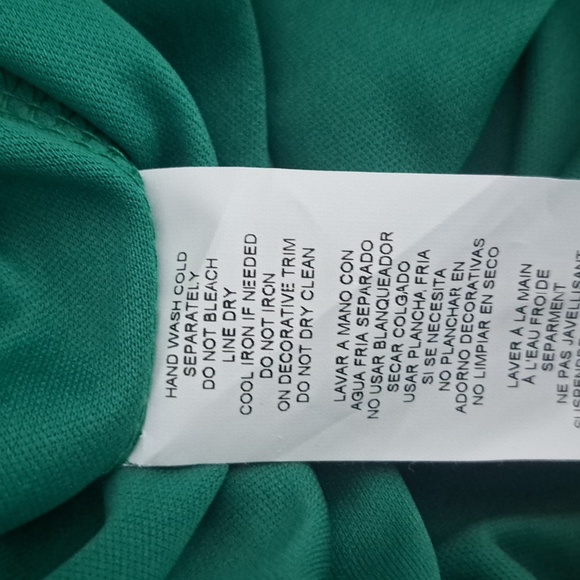 HAND WASH COLD
SEPARATELY
DO NOT BLEACH
LINE DRY
COOL IRON IF NEEDED
DO NOT IRON
ON DECORATIVE TRIM
DO NOT DRY CLEAN
LAVAR A MANO CON
AGUA FRIA SEPARADO
NO USAR BLANQUEADOR
SECAR COLGADO
USAR PLANCHA FRIA
SI SE NECESITA
NO PLANCHAR EN
ADORNO DECORATIVAS
NO LIMPIAR EN SECO
LAVER À LA MAIN
À L'EAU FROIDE
SEPARMENT
NE PAS JAVELLISANT